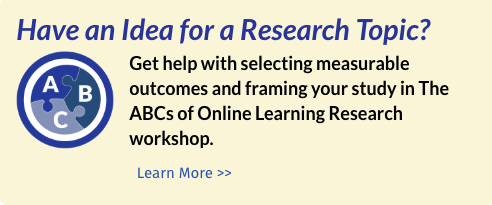 Have an Idea for a Research Topic?
A
B
C
Get help with selecting measurable
outcomes and framing your study in The
ABCs of Online Learning Research
workshop.
Learn More >>